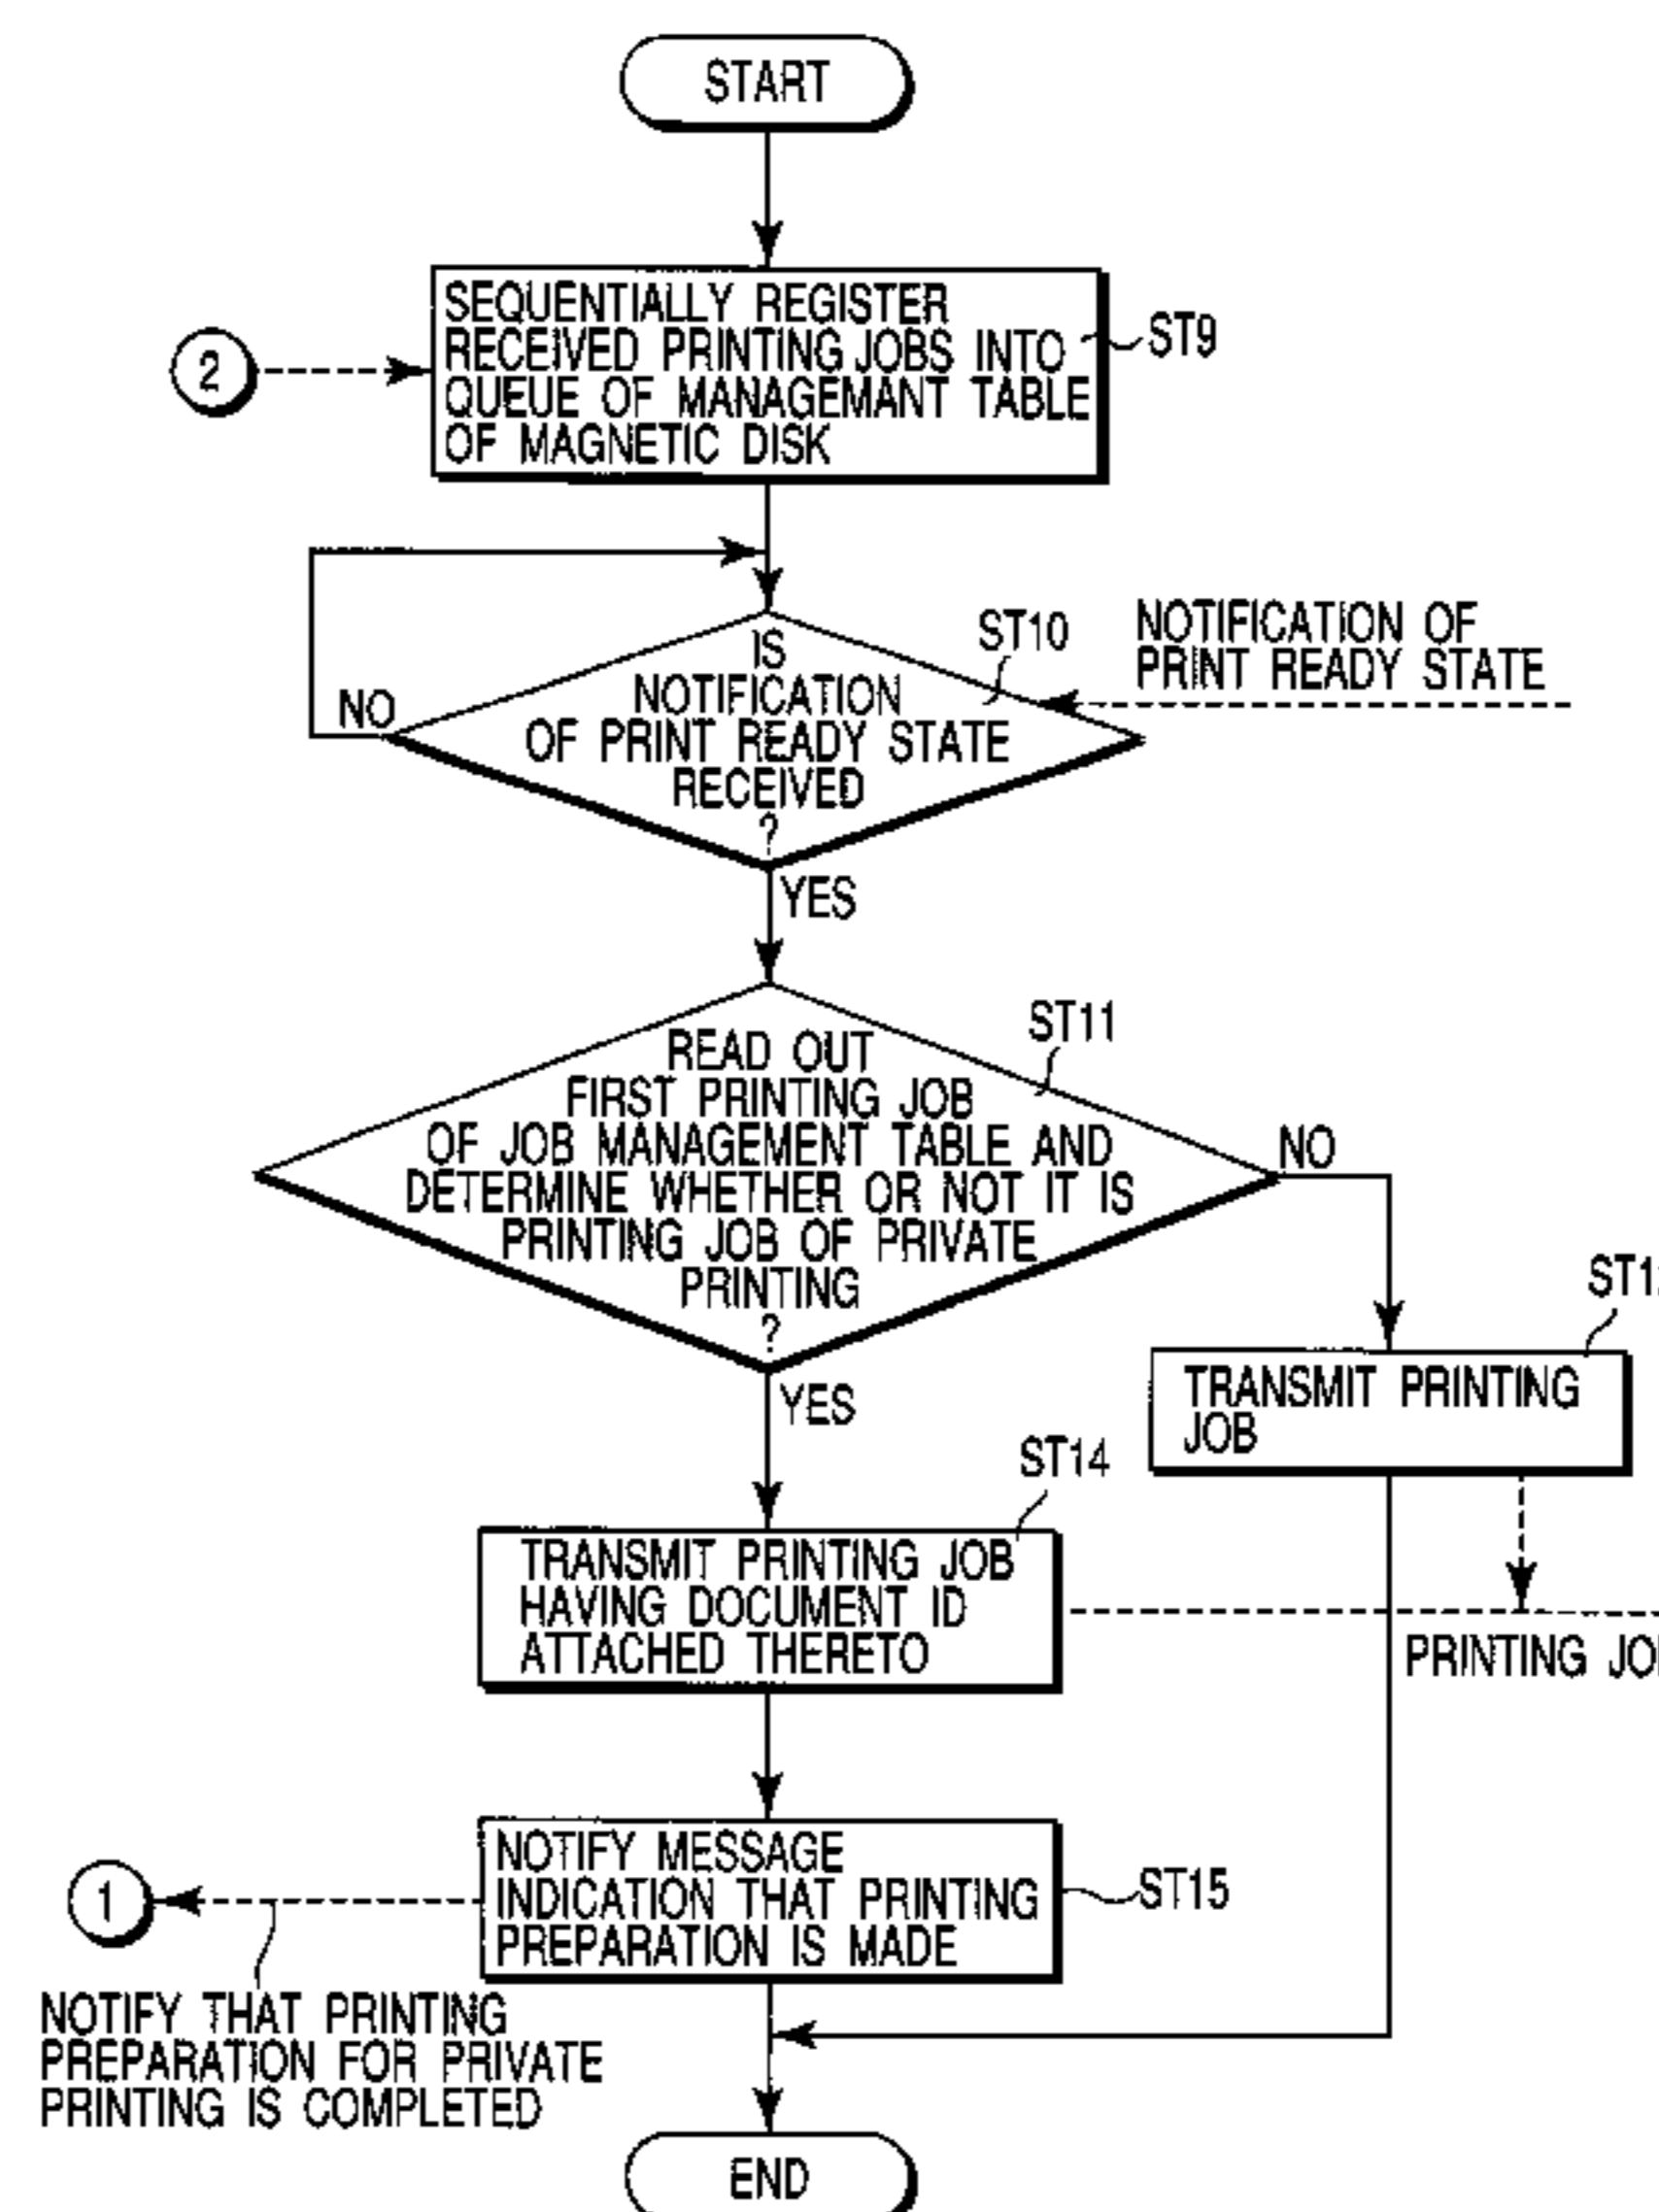 START
SEQUENTIALLY REGISTER
RECEIVED PRINTING JOBS INTO
QUEUE OF MANAGEMANT TABLE
OF MAGNETIC DISK
ST9
2
ST10
NOTIFICATION OF
PRINT READY STATE
IS
NOTIFICATION
OF PRINT READY STATE
RECEIVED
?
NO
YES
ST11
READ OUT
FIRST PRINTING JOB
OF JOB MANAGEMENT TABLE AND
DETERMINE WHETHER OR NOT IT IS
PRINTING JOB OF PRIVATE
PRINTING
?
NO
YES
TRANSMIT PRINTING
JOB
ST14
TRANSMIT PRINTING JOB
HAVING DOCUMENT ID
ATTACHED THERETO
PRINTING
NOTIFY MESSAGE
INDICATION THAT PRINTING
PREPARATION IS MADE
ST15
1
NOTIFY THAT PRINTING
PREPARATION FOR PRIVATE
PRINTING IS COMPLETED
END